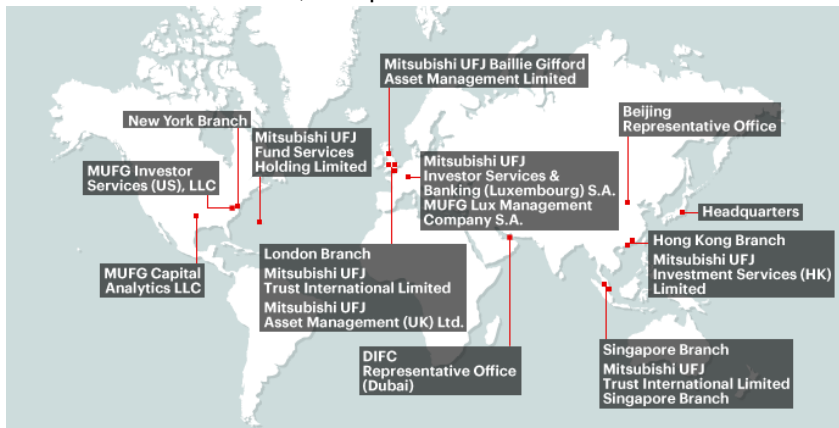 Mitsubishi UFJ Baillie Gifford
Asset Management Limited
New York Branch
Mitsubishi UFJ
Fund Services
Holding Limited
MUFG Investor
Services (US), LLC
Mitsubishi UFJ
Investor Services &
Banking (Luxembourg) S.A.
MUFG Lux Management
Company S.A.
Beijing
Representative Office
Headquarters
MUFG Capital
Analytics LLC
London Branch
Mitsubishi UFJ
Trust International Limited
Mitsubishi UFJ
Asset Management (UK) Ltd.
Hong Kong Branch
Mitsubishi UFJ
Investment Services (HK)
Limited
DIFC
Representative Office
(Dubai)
Singapore Branch
Mitsubishi UFJ
Trust International Limited
Singapore Branch